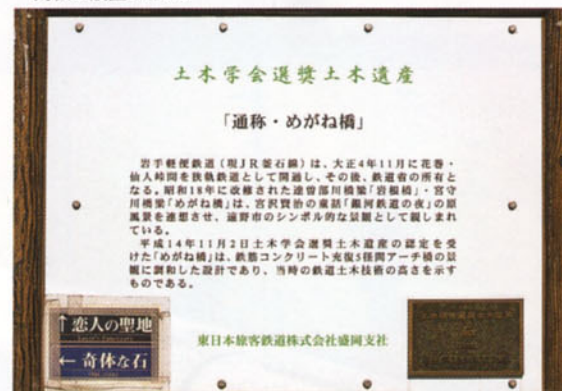 土木学会選奨土木遺産
「通称・めがね橋」
岩手軽便鉄道(現JR釜石線)は、大正4年11月に花巻・
仙人峠間を狭軌鉄道として開通し、その後、鉄道省の所有と
なる。昭和18年に改修された達曽部川橋梁「岩根橋」・宮守
川橋梁「めがね橋」は、宮沢賢治の童話「銀河鉄道の夜」の原
風景を連想させ、遠野市のシンボル的な景観として親しまれ
ている。
平成14年11月2日土木学会選奨土木遺産の認定を受
けた「めがね橋」は、鉄筋コンクリート充復5径間アーチ橋の景
観に調和した設計であり、当時の鉄道土木技術の高さを示す
ものである。
東日本旅客鉄道株式会社盛岡支社
↑恋人の聖地
←奇体な石